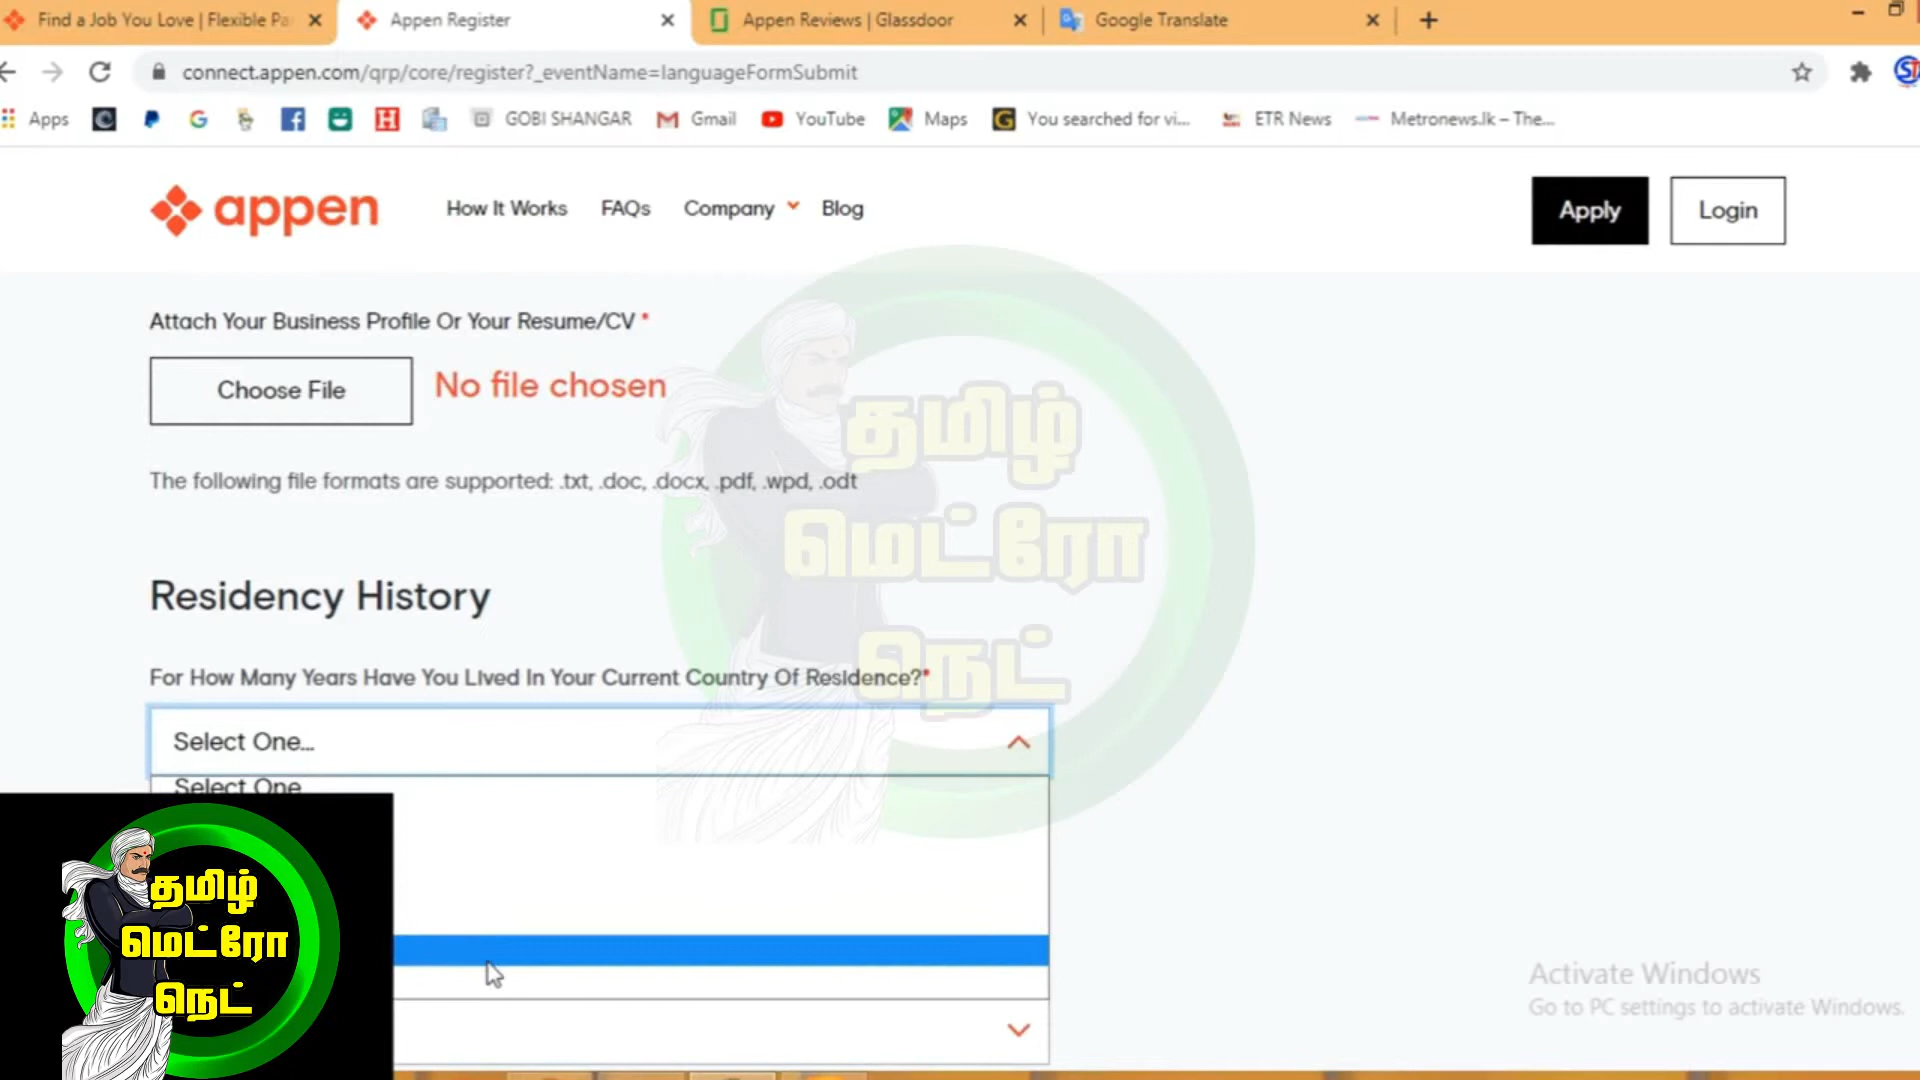 Find a Job You Love | Flexible Pa
Appen Register
Appen Reviews | Glassdoor
Google Translate
connect.appen.com/qrp/core/register?_eventName=languageFormSubmit
Apps
GOBI SHANGAR
Gmail
YouTube
Maps
You searched for vi...
ETR News
Metronews.lk – The...
appen
How It Works
FAQs
Company
Blog
Apply
Login
Attach Your Business Profile Or Your Resume/CV *
Choose File
No file chosen
The following file formats are supported: .txt, .doc, .docx, .pdf, .wpd, .odt
தமிழ்
மெட்ரோ
நெட்
Residency History
For How Many Years Have You Lived In Your Current Country Of Residence?*
Select One...
Select One
தமிழ்
மெட்ரோ
நெட்
Activate Windows
Go to PC settings to activate Windows.